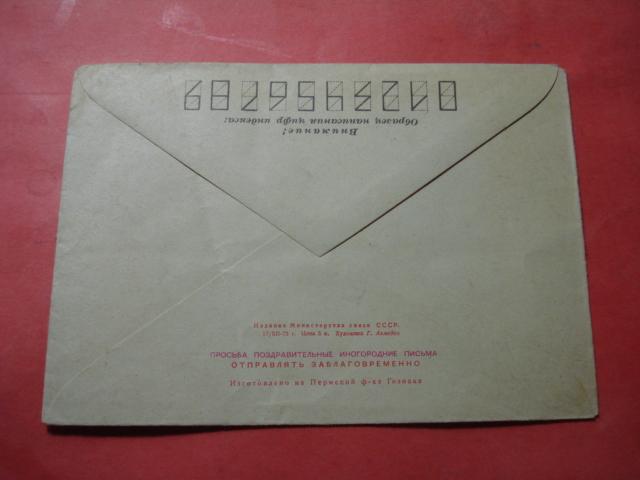 Внимание!
Образец написания цифр индекса:
0123456789
Издание Министерства связи СССР.
Цена 5 к. Художник Г.
ПРОСЬБА ПОЗДРАВИТЕЛЬНЫЕ ИНОГОРОДНИЕ ПИСЬМА
ОТПРАВЛЯТЬ ЗАБЛАГОВРЕМЕННО
Изготовлено на Пермской ф-ке Гознака